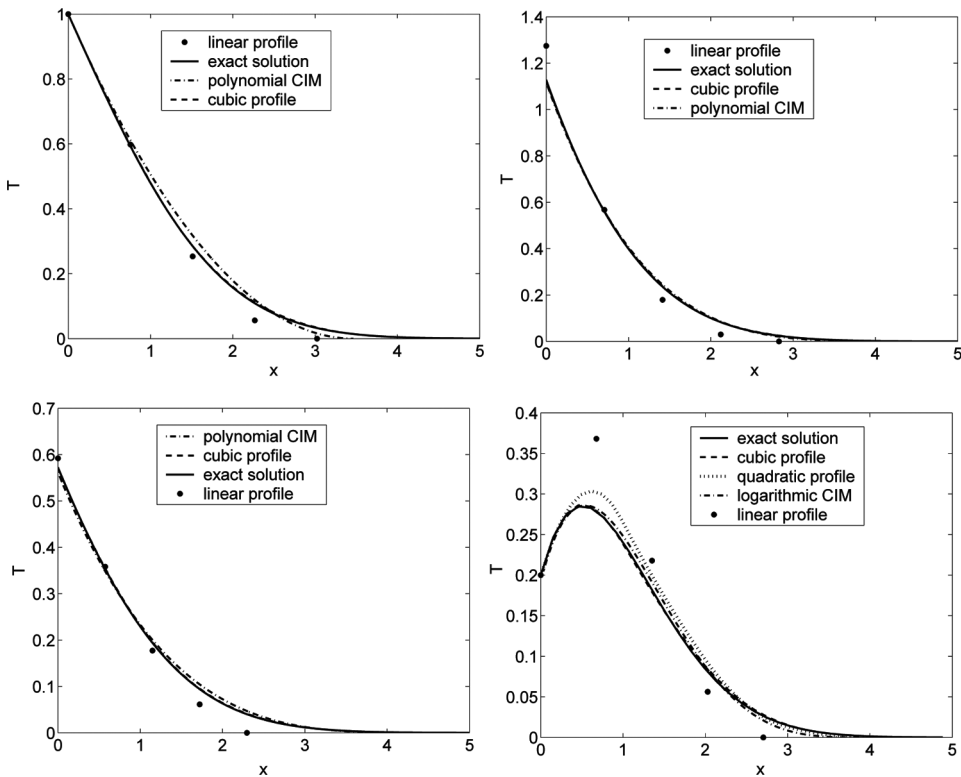 1
0.8
0.6
0.4
0.2
0
T
linear profile
exact solution
polynomial CIM
cubic profile
0 1 2 3 4 5
x
1.4
1.2
1
0.8
0.6
0.4
0.2
0
T
linear profile
exact solution
cubic profile
polynomial CIM
0 1 2 3 4 5
x
0.7
0.6
0.5
0.4
0.3
0.2
0.1
0
T
polynomial CIM
cubic profile
exact solution
linear profile
0 1 2 3 4 5
x
0.4
0.35
0.3
0.25
0.2
0.15
0.1
0.05
0
T
exact solution
cubic profile
quadratic profile
logarithmic CIM
linear profile
0 1 2 3 4 5
x